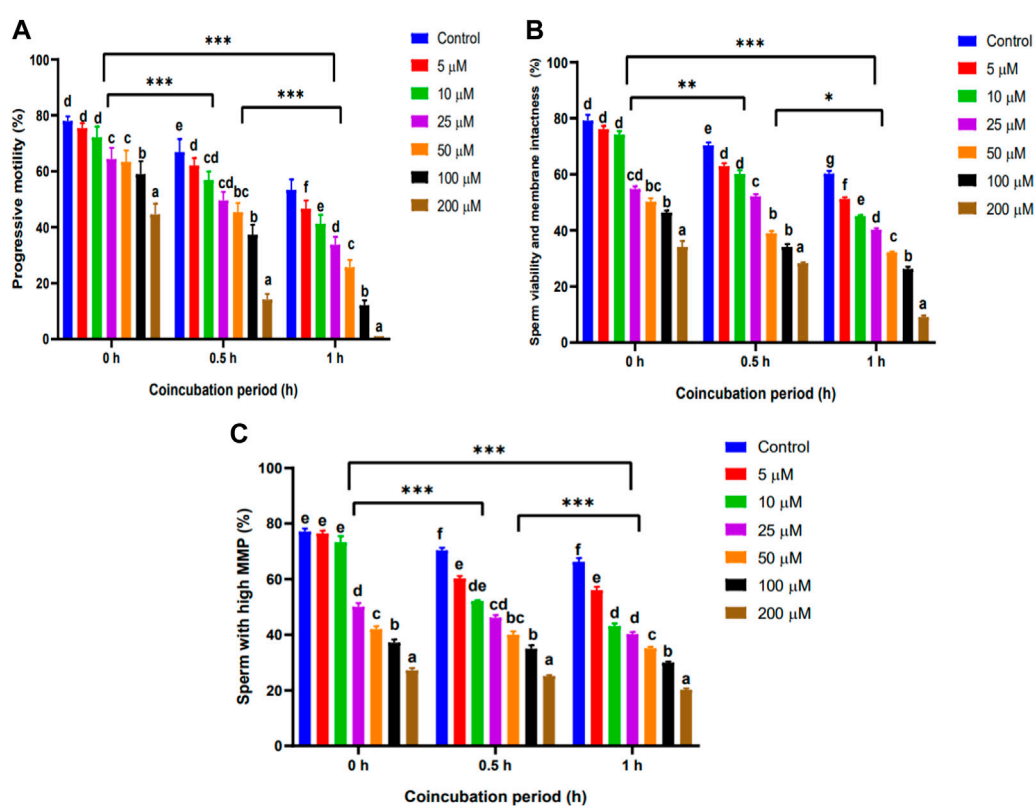 A
Progressive motility (%)
100
80
60
40
20
0
***
***
***
d d d c c b a
e d cd cd bc b a
g f e d c b a
0 h 0.5 h 1 h
Coincubation period (h)
Control
5 μM
10 μM
25 μM
50 μM
100 μM
200 μM
B
Sperm viability and membrane intactness (%)
100
80
60
40
20
0
***
**
*
d d d cd bc b a
e d d c b b a
g f e d c b a
0 h 0.5 h 1 h
Coincubation period (h)
Control
5 μM
10 μM
25 μM
50 μM
100 μM
200 μM
C
Sperm with high MMP (%)
100
80
60
40
20
0
***
***
***
e e e d c b a
f e de cd bc b a
f e d d c b a
0 h 0.5 h 1 h
Coincubation period (h)
Control
5 μM
10 μM
25 μM
50 μM
100 μM
200 μM